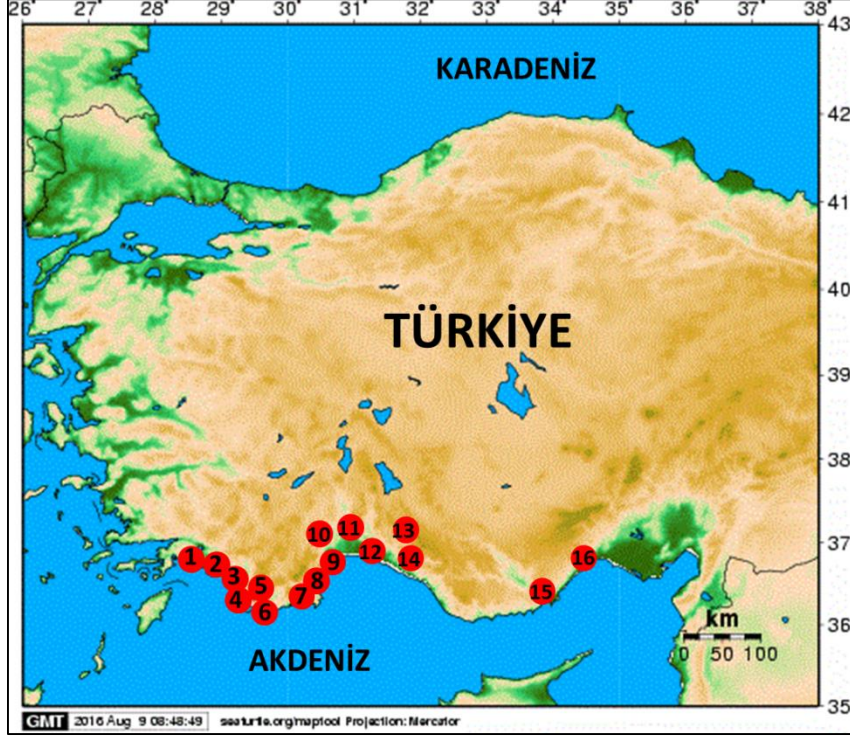 26˚ 27˚ 28˚ 29˚ 30˚ 31˚ 32˚ 33˚ 34˚ 35˚ 36˚ 37˚ 38˚
43
KARADENİZ
42
41
40
TÜRKİYE
39
38
10 11 13
37
1 2 9 12 14 16
3 5 8
4 6 7 15
36
km
0 50 100
AKDENİZ
35
GMT 2016 Aug 9 08:48:49 seaturtle.org/maptool Projection: Mercator